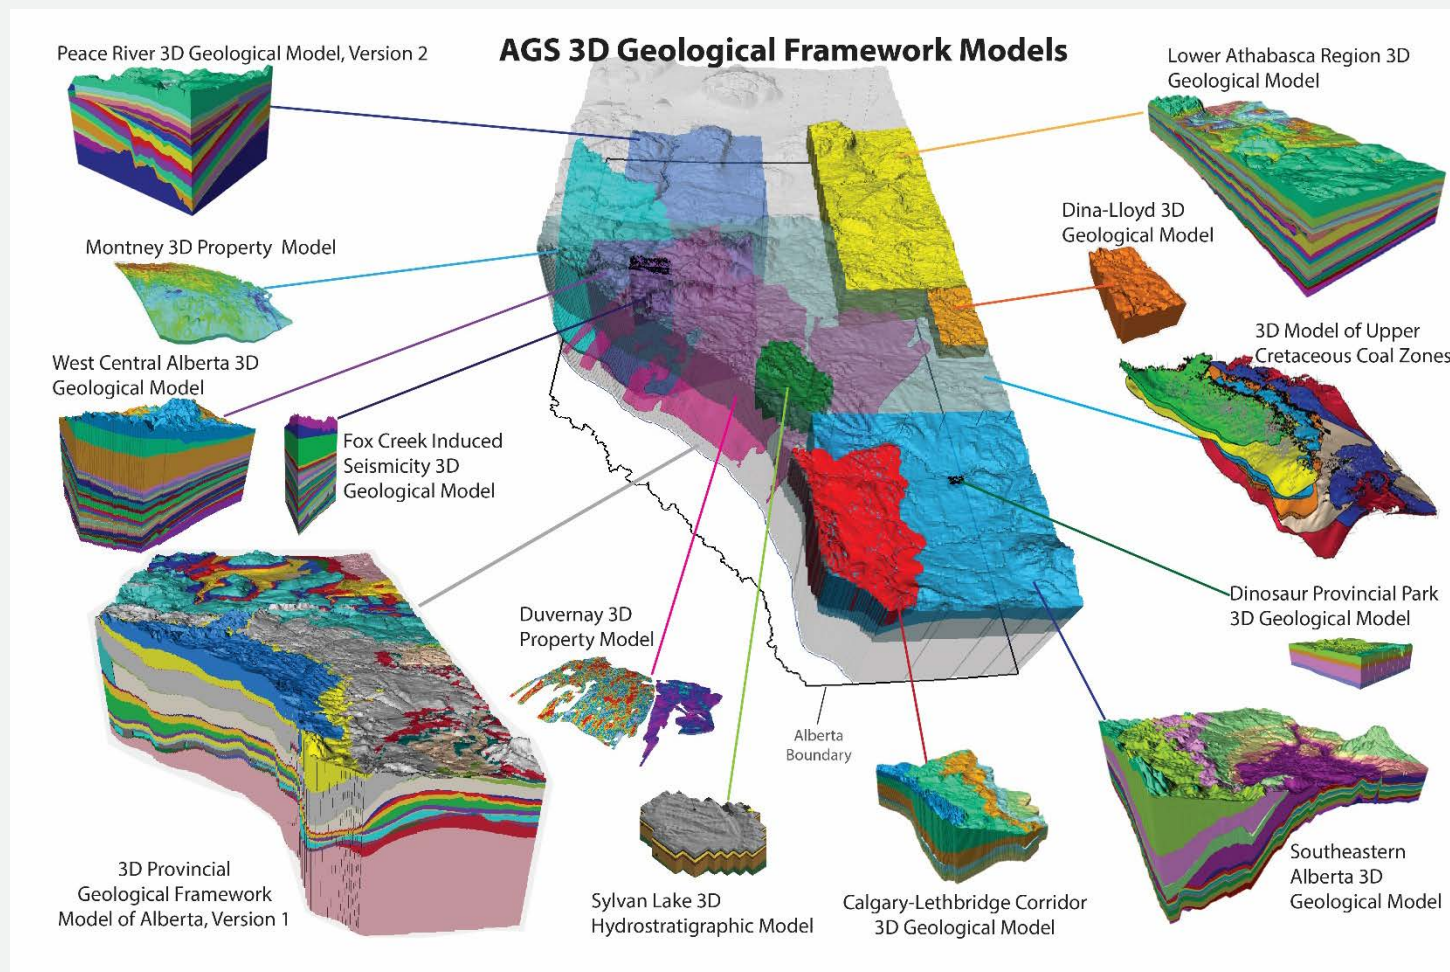 AGS 3D Geological Framework Models
Peace River 3D Geological Model, Version 2
Lower Athabasca Region 3D
Geological Model
Dina-Lloyd 3D
Geological Model
Montney 3D Property Model
3D Model of Upper
Cretaceous Coal Zones
West Central Alberta 3D
Geological Model
Fox Creek Induced
Seismicity 3D
Geological Model
Dinosaur Provincial Park
3D Geological Model
Duvernay 3D
Property Model
Alberta
Boundary
3D Provincial
Geological Framework
Model of Alberta, Version 1
Sylvan Lake 3D
Hydrostratigraphic Model
Calgary-Lethbridge Corridor
3D Geological Model
Southeastern
Alberta 3D
Geological Model